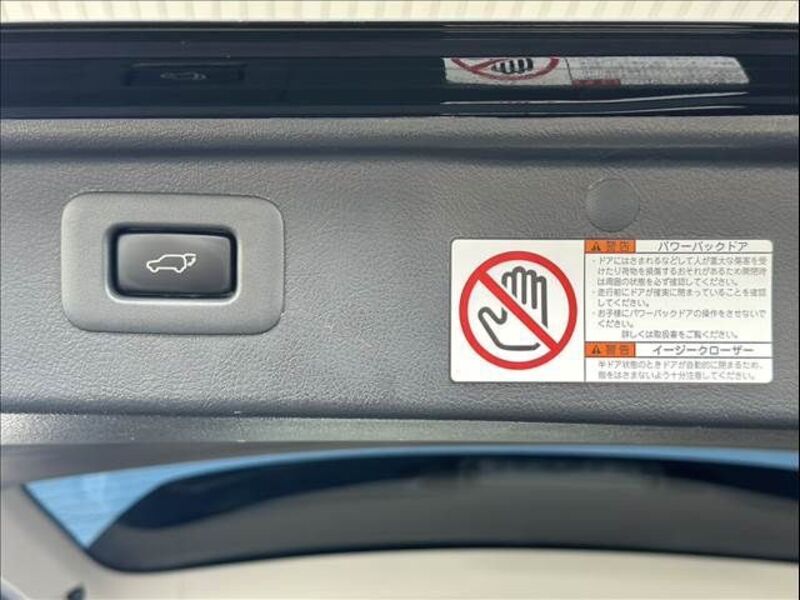 警告 パワーバックドア
・ドアにはさまれるなどして人が重大な傷害を受
けたり荷物を損傷するおそれがあるため開閉時
は周囲の状態を必ず確認してください。
・走行前にドアが確実に閉まっていることを確認
してください。
・お子様にパワーバックドアの操作をさせないで
ください。
詳しくは取扱書をご覧ください。
警告 イージークローザー
半ドア状態のときドアが自動的に閉まるため、
指をはさまないよう十分注意してください。